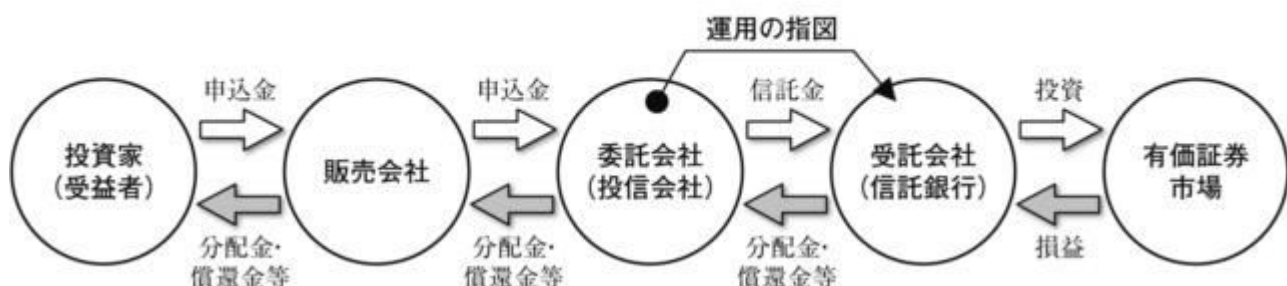 運用の指図
申込金
申込金
信託金
投資
投資家
(受益者)
販売会社
委託会社
(投信会社)
受託会社
(信託銀行)
有価証券
市場
分配金・
償還金等
分配金・
償還金等
分配金・
償還金等
損益